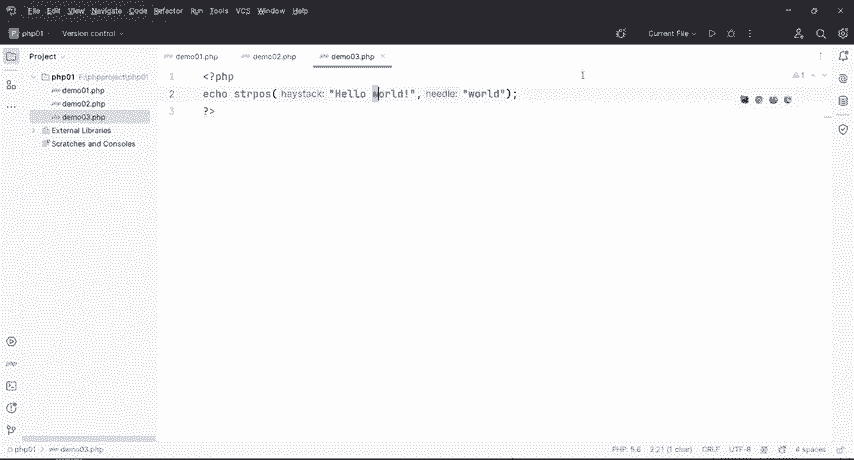 File Edit View Navigate Code Refactor Run Tools VCS Window Help
P php01 Version control Current File
Project demo01.php demo02.php demo03.php
php01 F:\phpproject\php01
demo01.php
demo02.php
demo03.php
External Libraries
Scratches and Consoles
1 <?php
2 echo strpos( haystack: "Hello world!", needle: "world");
3 ?>
1
php
php01 > demo03.php PHP: 5.6 2:21 (1 char) CRLF UTF-8 4 spaces